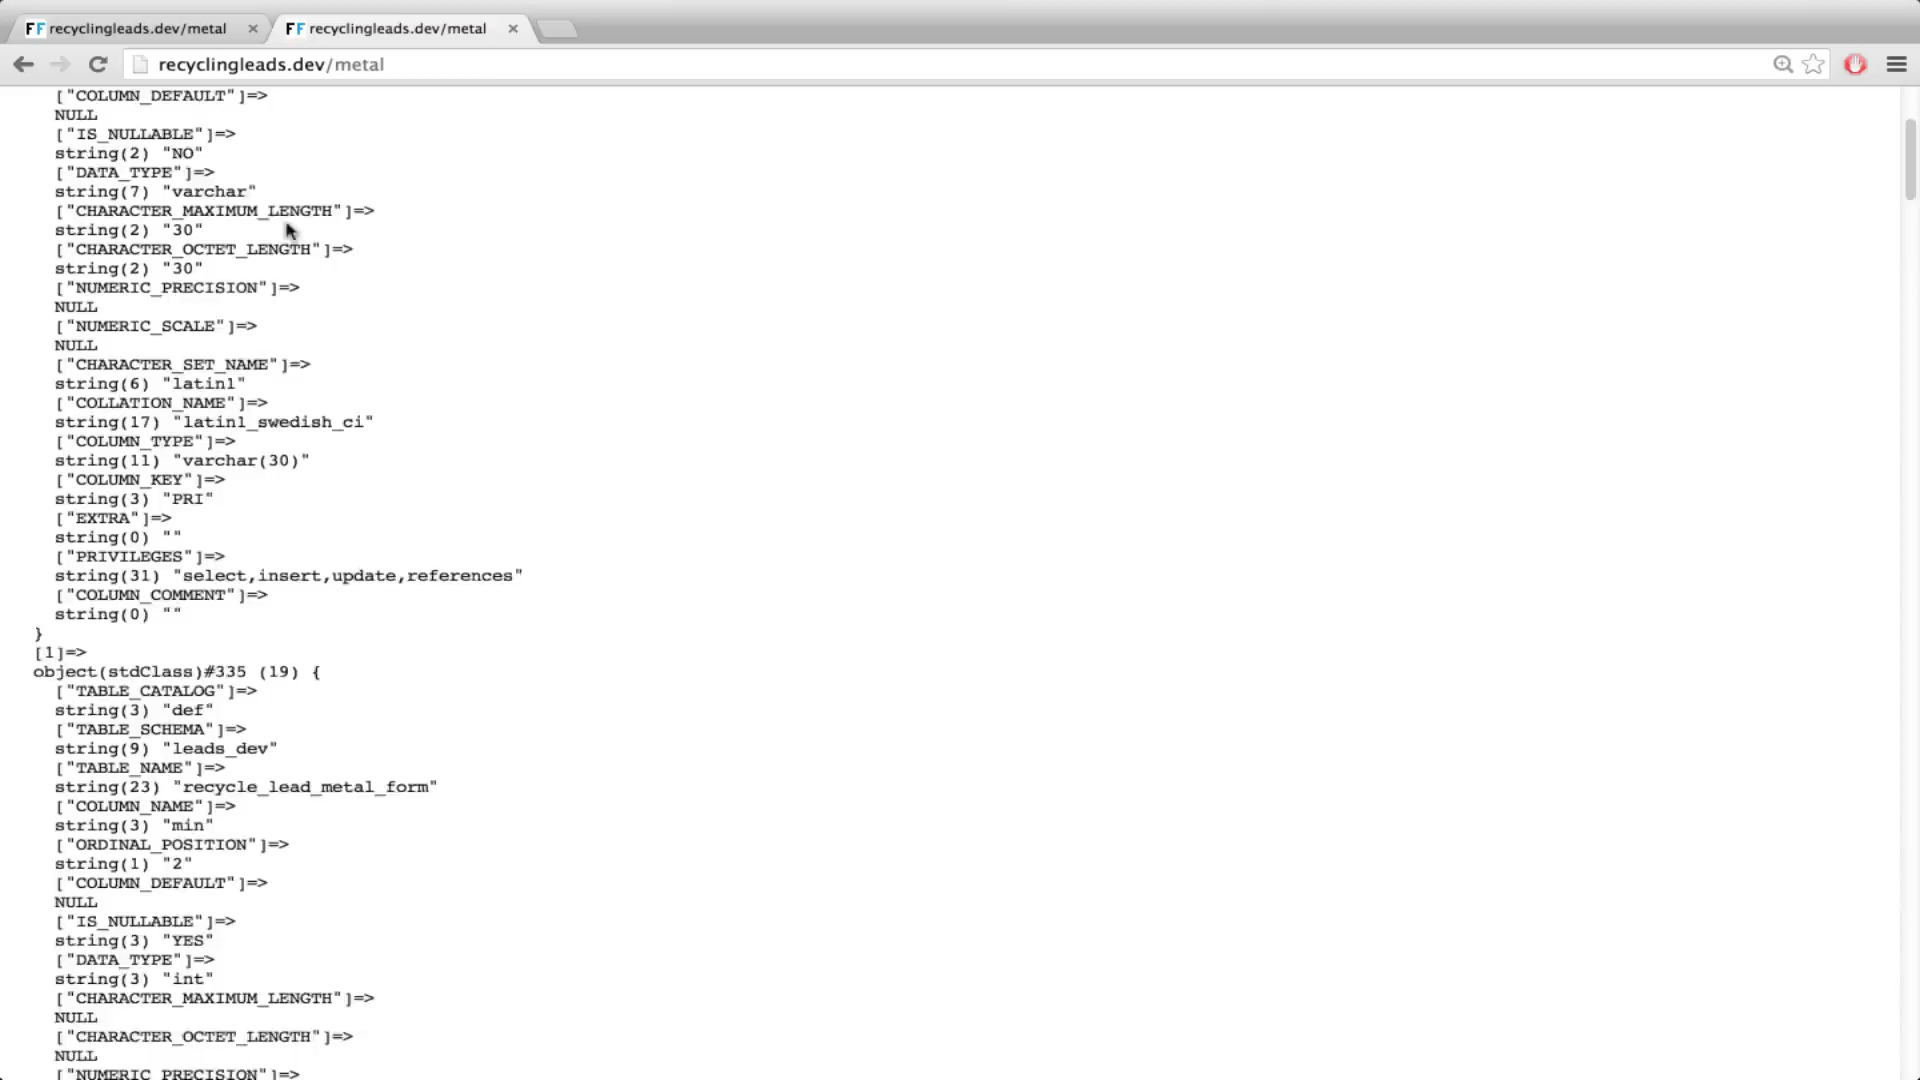 FF recyclingleads.dev/metal
FF recyclingleads.dev/metal
recyclingleads.dev/metal
["COLUMN_DEFAULT"]=>
NULL
["IS_NULLABLE"]=>
string(2) "NO"
["DATA_TYPE"]=>
string(7) "varchar"
["CHARACTER_MAXIMUM_LENGTH"]=>
string(2) "30"
["CHARACTER_OCTET_LENGTH"]=>
string(2) "30"
["NUMERIC_PRECISION"]=>
NULL
["NUMERIC_SCALE"]=>
NULL
["CHARACTER_SET_NAME"]=>
string(6) "latin1"
["COLLATION_NAME"]=>
string(17) "latin1_swedish_ci"
["COLUMN_TYPE"]=>
string(11) "varchar(30)"
["COLUMN_KEY"]=>
string(3) "PRI"
["EXTRA"]=>
string(0) ""
["PRIVILEGES"]=>
string(31) "select,insert,update,references"
["COLUMN_COMMENT"]=>
string(0) ""
}
[1]=>
object(stdClass)#335 (19) {
["TABLE_CATALOG"]=>
string(3) "def"
["TABLE_SCHEMA"]=>
string(9) "leads_dev"
["TABLE_NAME"]=>
string(23) "recycle_lead_metal_form"
["COLUMN_NAME"]=>
string(3) "min"
["ORDINAL_POSITION"]=>
string(1) "2"
["COLUMN_DEFAULT"]=>
NULL
["IS_NULLABLE"]=>
string(3) "YES"
["DATA_TYPE"]=>
string(3) "int"
["CHARACTER_MAXIMUM_LENGTH"]=>
NULL
["CHARACTER_OCTET_LENGTH"]=>
NULL
["NUMERIC_PRECISION"]=>